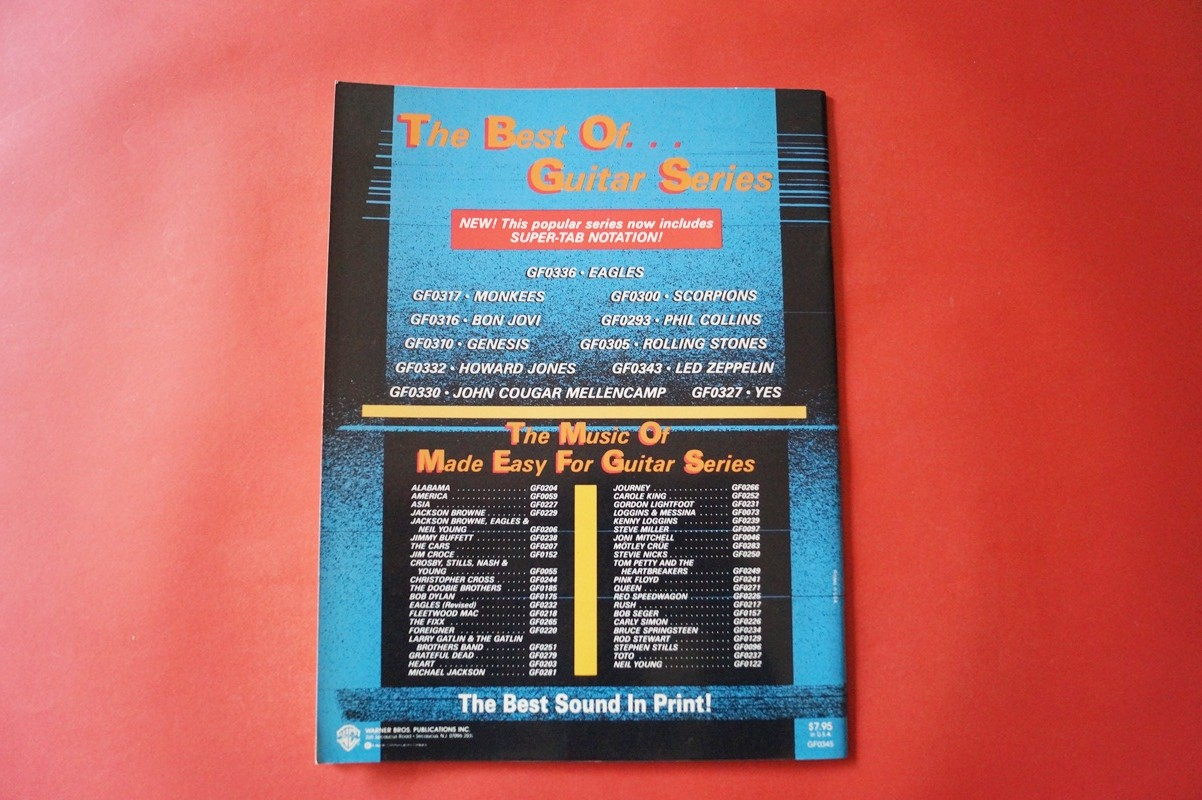 The Best Of. . .
Guitar Series
NEW! This popular series now includes
SUPER-TAB NOTATION!
GF0336 • EAGLES
GF0317 • MONKEES
GF0300 • SCORPIONS
GF0316 • BON JOVI
GF0293 • PHIL COLLINS
GF0310 • GENESIS
GF0305 • ROLLING STONES
GF0332 • HOWARD JONES
GF0343 • LED ZEPPELIN
GF0330 • JOHN COUGAR MELLENCAMP
GF0327 • YES
The Music Of
Made Easy For Guitar Series
ALABAMA . . . . . . . . . . . . . . GF0204
AMERICA . . . . . . . . . . . . . . GF0059
ASIA . . . . . . . . . . . . . . GF0227
JACKSON BROWNE . . . . . . . . GF0229
JACKSON BROWNE, EAGLES &
NEIL YOUNG . . . . . . . . . . . GF0206
JIMMY BUFFETT . . . . . . . . . . GF0238
THE CARS . . . . . . . . . . . . . GF0207
JIM CROCE . . . . . . . . . . . . . GF0152
CROSBY, STILLS, NASH &
YOUNG . . . . . . . . . . . . . . GF0055
CHRISTOPHER CROSS . . . . . . GF0244
THE DOOBIE BROTHERS . . . . . GF0185
BOB DYLAN . . . . . . . . . . . . GF0175
EAGLES (Revised) . . . . . . . . . GF0232
FLEETWOOD MAC . . . . . . . . . GF0218
THE FIXX . . . . . . . . . . . . . . GF0265
FOREIGNER . . . . . . . . . . . . GF0220
LARRY GATLIN & THE GATLIN
BROTHERS BAND . . . . . . . . GF0251
GRATEFUL DEAD . . . . . . . . . GF0279
HEART . . . . . . . . . . . . . . . GF0203
MICHAEL JACKSON . . . . . . . GF0281
JOURNEY . . . . . . . . . . . . . . GF0266
CAROLE KING . . . . . . . . . . . GF0252
GORDON LIGHTFOOT . . . . . . GF0231
LOGGINS & MESSINA . . . . . . GF0073
KENNY LOGGINS . . . . . . . . . GF0239
STEVE MILLER . . . . . . . . . . . GF0097
JONI MITCHELL . . . . . . . . . . GF0046
MÖTLEY CRÜE . . . . . . . . . . . GF0283
STEVIE NICKS . . . . . . . . . . . GF0250
TOM PETTY AND THE
HEARTBREAKERS . . . . . . . . GF0249
PINK FLOYD . . . . . . . . . . . . GF0241
QUEEN . . . . . . . . . . . . . . . GF0271
REO SPEEDWAGON . . . . . . . GF0225
RUSH . . . . . . . . . . . . . . . . GF0217
BOB SEGER . . . . . . . . . . . . GF0157
CARLY SIMON . . . . . . . . . . . GF0226
BRUCE SPRINGSTEEN . . . . . . GF0234
ROD STEWART . . . . . . . . . . GF0129
STEPHEN STILLS . . . . . . . . . GF0096
TOTO . . . . . . . . . . . . . . . . GF0237
NEIL YOUNG . . . . . . . . . . . . GF0122
The Best Sound In Print!
WARNER BROS. PUBLICATIONS INC.
265 Secaucus Road • Secaucus, N.J.
$7.95
in U.S.A.
GF0345